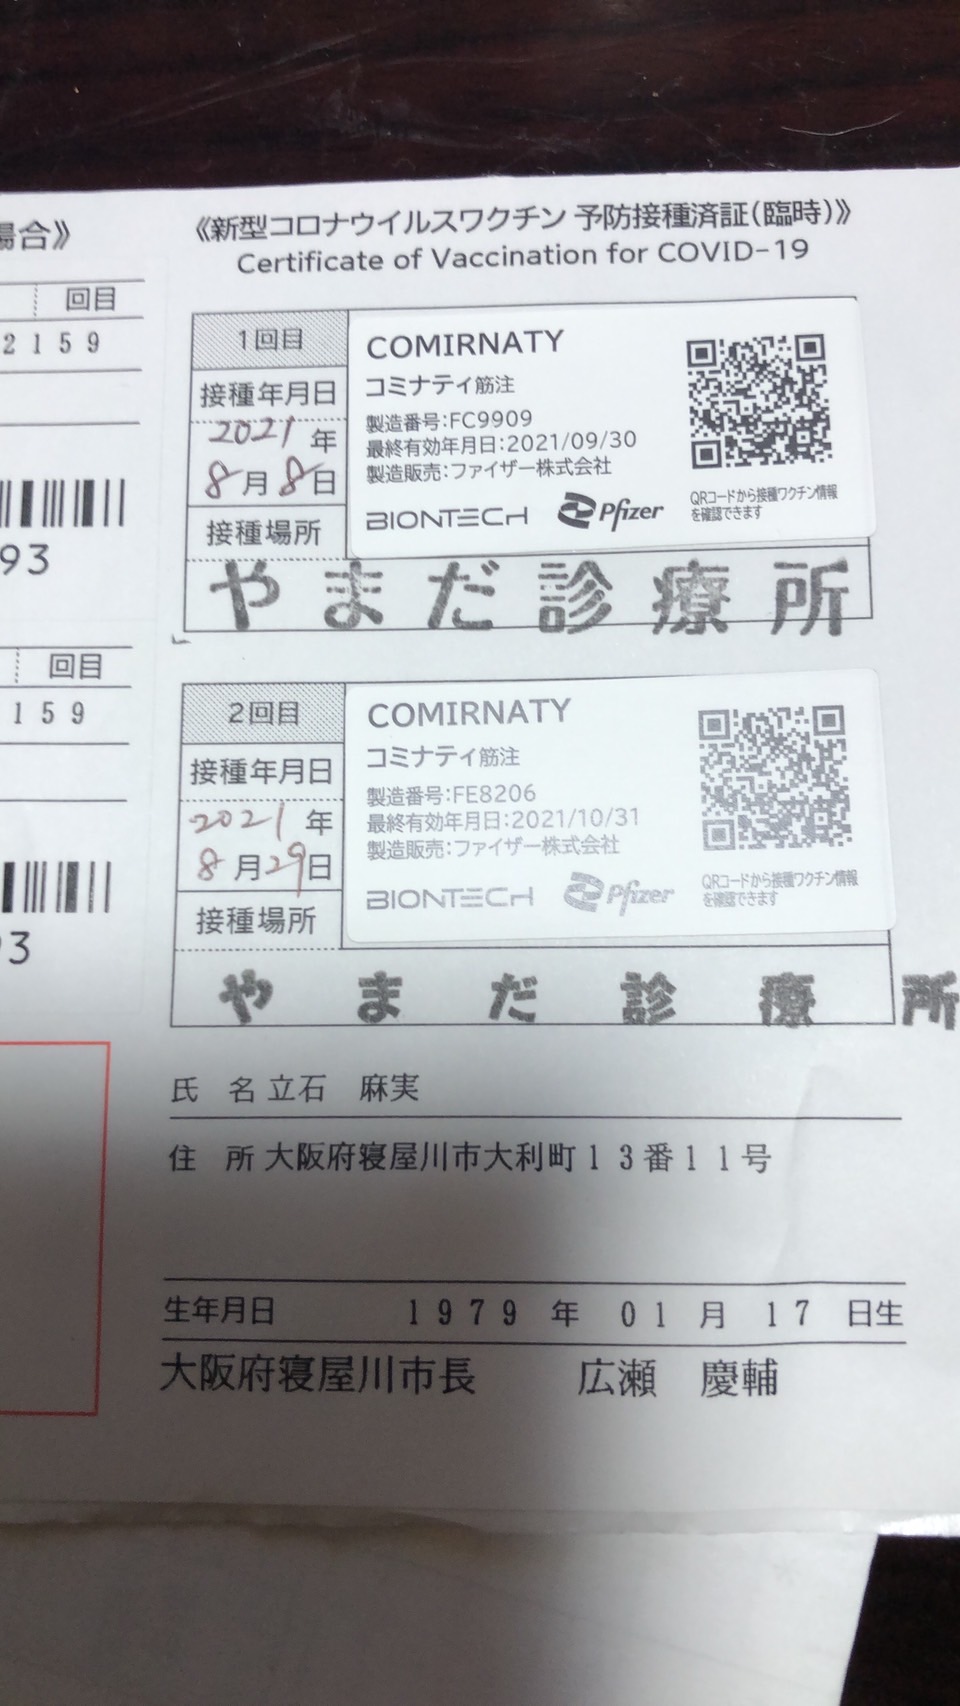 場合》
回目
2159
93
回目
159
93
《新型コロナウイルスワクチン 予防接種済証(臨時)》
Certificate of Vaccination for COVID-19
1回目
接種年月日
2021 年
8月8日
接種場所
COMIRNATY
コミナティ筋注
製造番号:FC9909
最終有効年月日:2021/09/30
製造販売:ファイザー株式会社
BIONTECH Pfizer
QRコードから接種ワクチン情報
を確認できます
やまだ診療所
2回目
接種年月日
2021 年
8月29日
接種場所
COMIRNATY
コミナティ筋注
製造番号:FE8206
最終有効年月日:2021/10/31
製造販売:ファイザー株式会社
BIONTECH Pfizer
QRコードから接種ワクチン情報
を確認できます
やまだ診療所
氏 名 立石 麻実
住 所 大阪府寝屋川市大利町13番11号
生年月日 1979年01月17日生
大阪府寝屋川市長 広瀬 慶輔